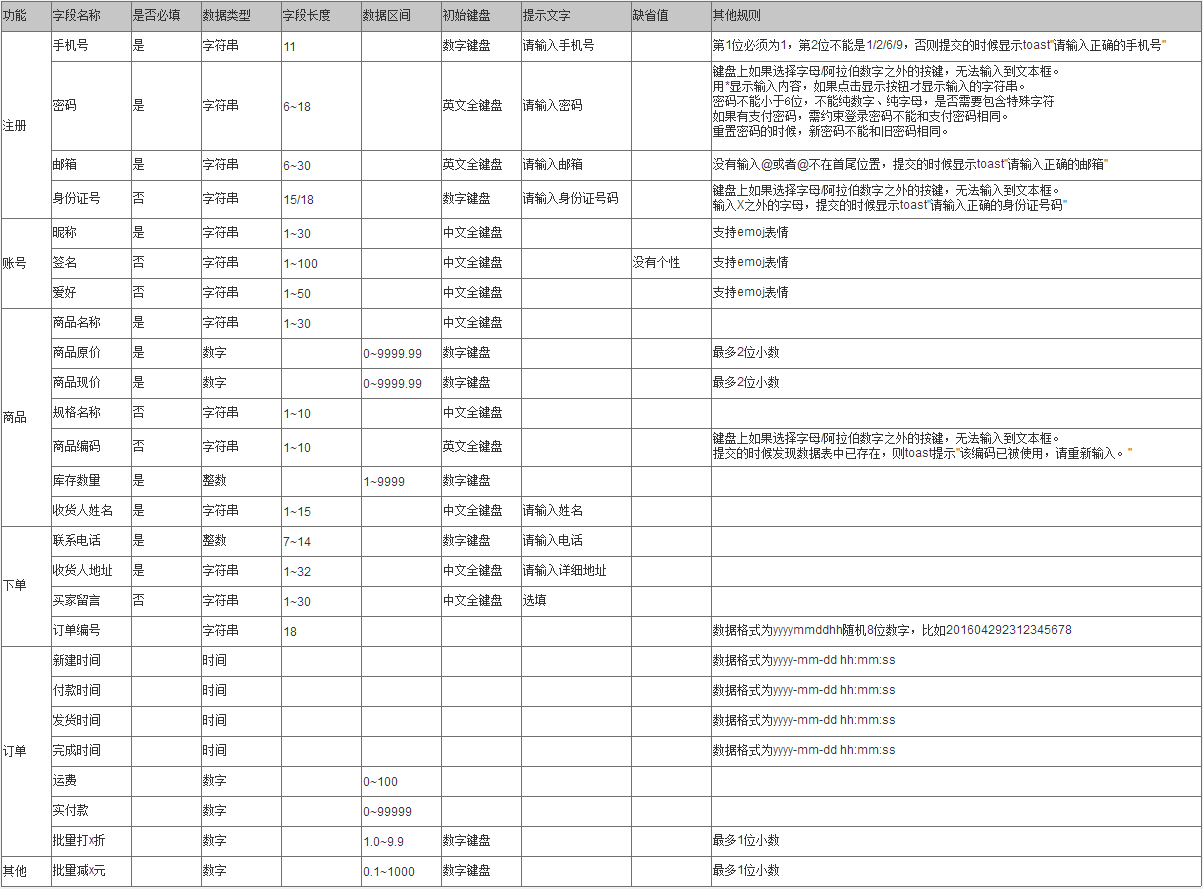 功能 字段名称 是否必填 数据类型 字段长度 数据区间 初始键盘 提示文字 缺省值 其他规则
注册 手机号 是 字符串 11 数字键盘 请输入手机号 第1位必须为1，第2位不能是1/2/6/9，否则提交的时候显示toast"请输入正确的手机号"
密码 是 字符串 6~18 英文全键盘 请输入密码 键盘上如果选择字母/阿拉伯数字之外的按键，无法输入到文本框。
用*显示输入内容，如果点击显示按钮才显示输入的字符串。
密码不能小于6位，不能纯数字、纯字母，是否需要包含特殊字符
如果有支付密码，需约束登录密码不能和支付密码相同。
重置密码的时候，新密码不能和旧密码相同。
邮箱 是 字符串 6~30 英文全键盘 请输入邮箱 没有输入@或者@不在首尾位置，提交的时候显示toast"请输入正确的邮箱"
身份证号 否 字符串 15/18 数字键盘 请输入身份证号码 键盘上如果选择字母/阿拉伯数字之外的按键，无法输入到文本框。
输入X之外的字母，提交的时候显示toast"请输入正确的身份证号码"
账号 昵称 是 字符串 1~30 中文全键盘 支持emoj表情
签名 否 字符串 1~100 中文全键盘 没有个性 支持emoj表情
爱好 否 字符串 1~50 中文全键盘 支持emoj表情
商品 商品名称 是 字符串 1~30 中文全键盘
商品原价 是 数字 0~9999.99 数字键盘 最多2位小数
商品现价 是 数字 0~9999.99 数字键盘 最多2位小数
规格名称 否 字符串 1~10 中文全键盘
商品编码 否 字符串 1~10 英文全键盘 键盘上如果选择字母/阿拉伯数字之外的按键，无法输入到文本框。
提交的时候发现数据表中已存在，则toast提示"该编码已被使用，请重新输入。"
库存数量 是 整数 1~9999 数字键盘
收货人姓名 是 字符串 1~15 中文全键盘 请输入姓名
下单 联系电话 是 整数 7~14 数字键盘 请输入电话
收货人地址 是 字符串 1~32 中文全键盘 请输入详细地址
买家留言 否 字符串 1~30 中文全键盘 选填
订单编号 字符串 18 数据格式为yyyymmddhh随机8位数字，比如201604292312345678
订单 新建时间 时间 数据格式为yyyy-mm-dd hh:mm:ss
付款时间 时间 数据格式为yyyy-mm-dd hh:mm:ss
发货时间 时间 数据格式为yyyy-mm-dd hh:mm:ss
完成时间 时间 数据格式为yyyy-mm-dd hh:mm:ss
运费 数字 0~100
实付款 数字 0~99999
批量打x折 数字 1.0~9.9 数字键盘 最多1位小数
其他 批量减x元 数字 0.1~1000 数字键盘 最多1位小数